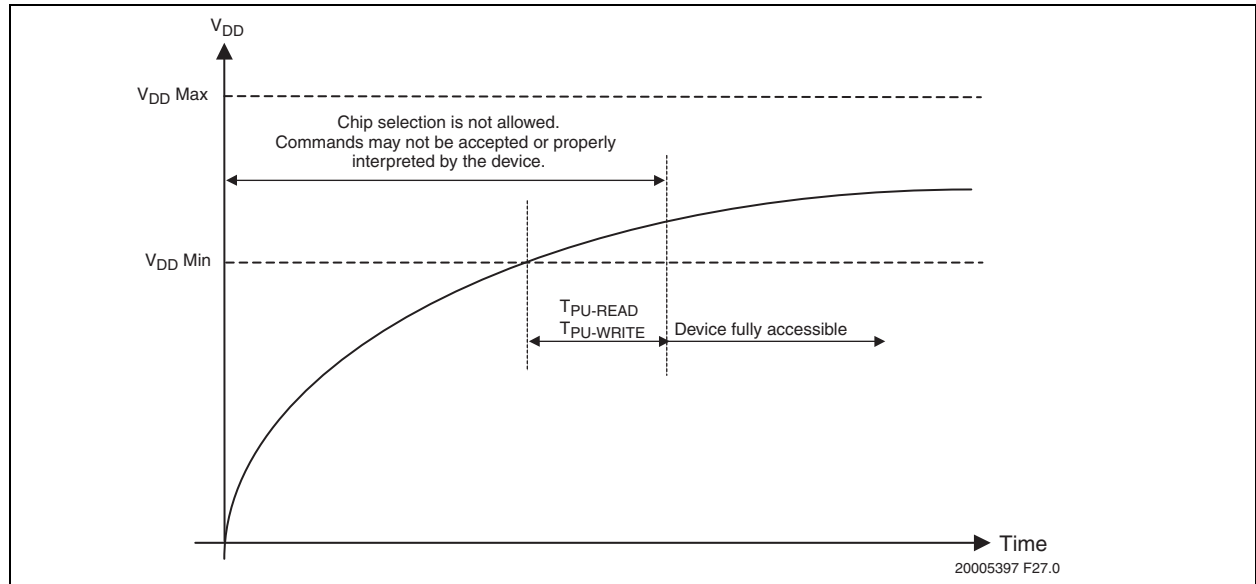 VDD
VDD Max
Chip selection is not allowed.
Commands may not be accepted or properly
interpreted by the device.
VDD Min
TPU-READ
TPU-WRITE
Device fully accessible
Time
20005397 F27.0